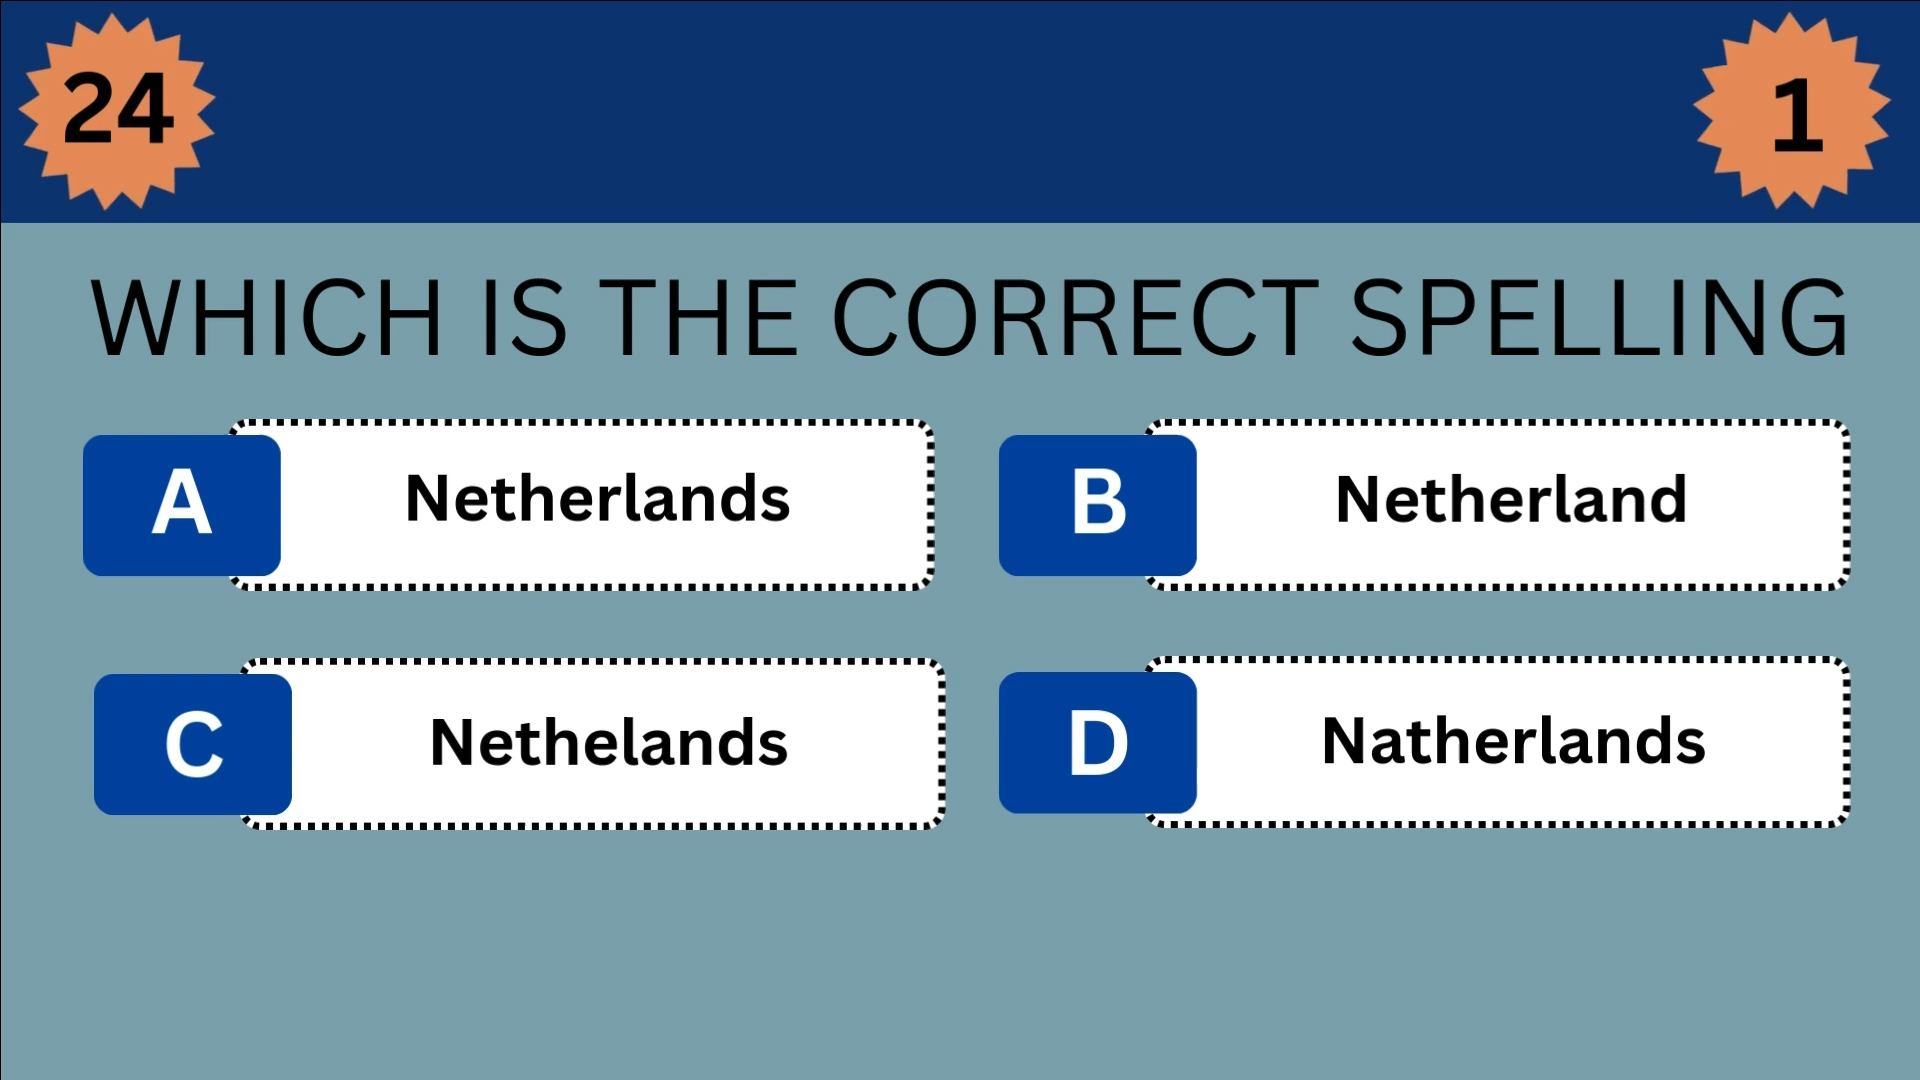 24
1
WHICH IS THE CORRECT SPELLING
A
Netherlands
B
Netherland
C
Nethelands
D
Natherlands